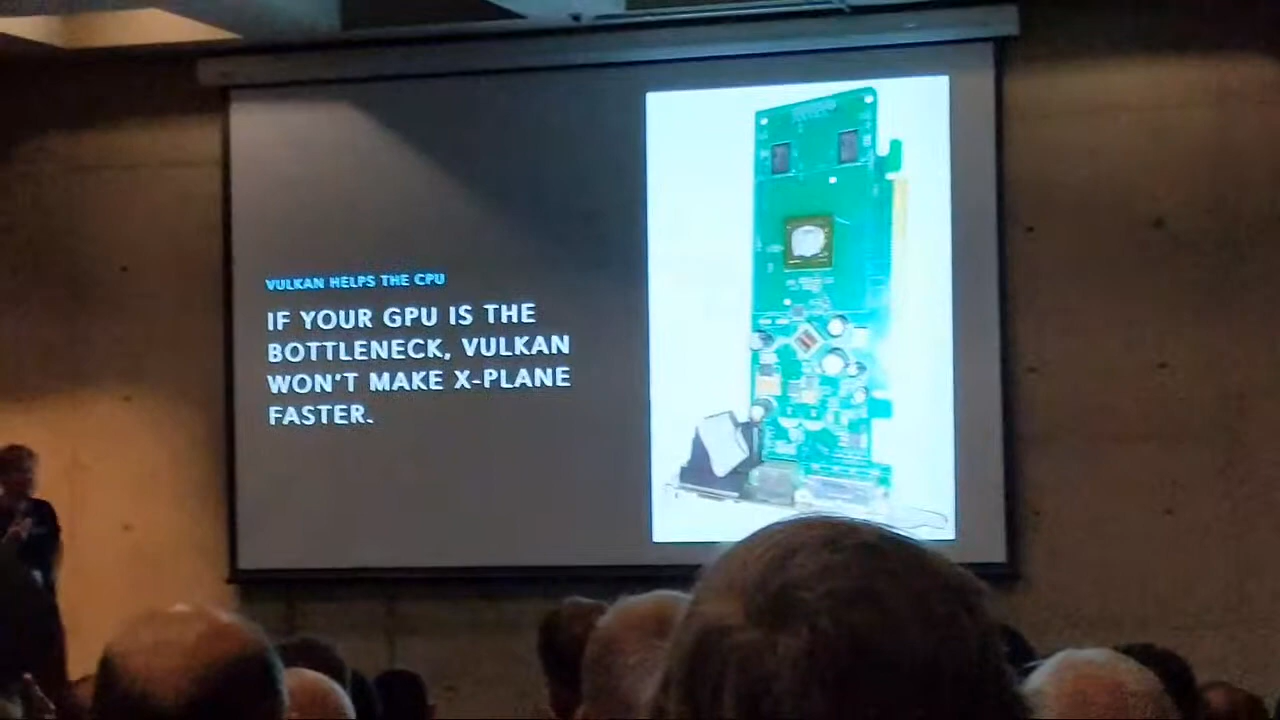 VULKAN HELPS THE CPU
IF YOUR GPU IS THE
BOTTLENECK, VULKAN
WON'T MAKE X-PLANE
FASTER.